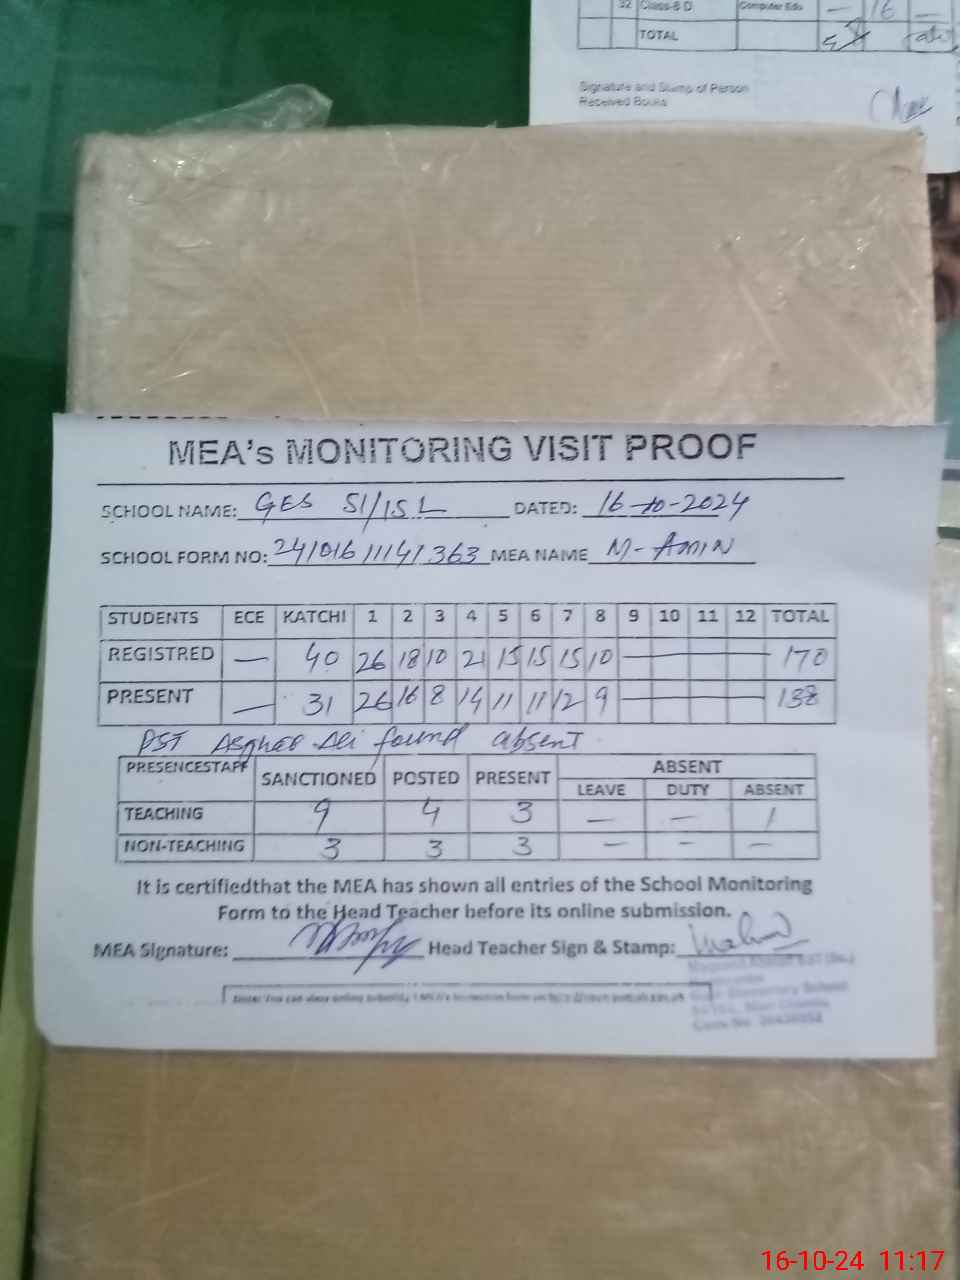 32 Class-8 D Computer Edu — 16 —
TOTAL
Signature and Stamp of Person
Received Books
MEA's MONITORING VISIT PROOF
SCHOOL NAME: GES 51/15 L DATED: 16-10-2024
SCHOOL FORM NO: 24101611141363 MEA NAME M-Amin
STUDENTS ECE KATCHI 1 2 3 4 5 6 7 8 9 10 11 12 TOTAL
REGISTRED — 40 26 18 10 21 15 15 15 10 — 170
PRESENT — 31 26 16 8 14 11 11 12 9 — 138
PST Asghar Ali found absent
PRESENCESTAFF SANCTIONED POSTED PRESENT ABSENT
LEAVE DUTY ABSENT
TEACHING 9 4 3 — — 1
NON-TEACHING 3 3 3 — — —
It is certifiedthat the MEA has shown all entries of the School Monitoring
Form to the Head Teacher before its online submission.
MEA Signature: Head Teacher Sign & Stamp:
Elementary School
16-10-24 11:17